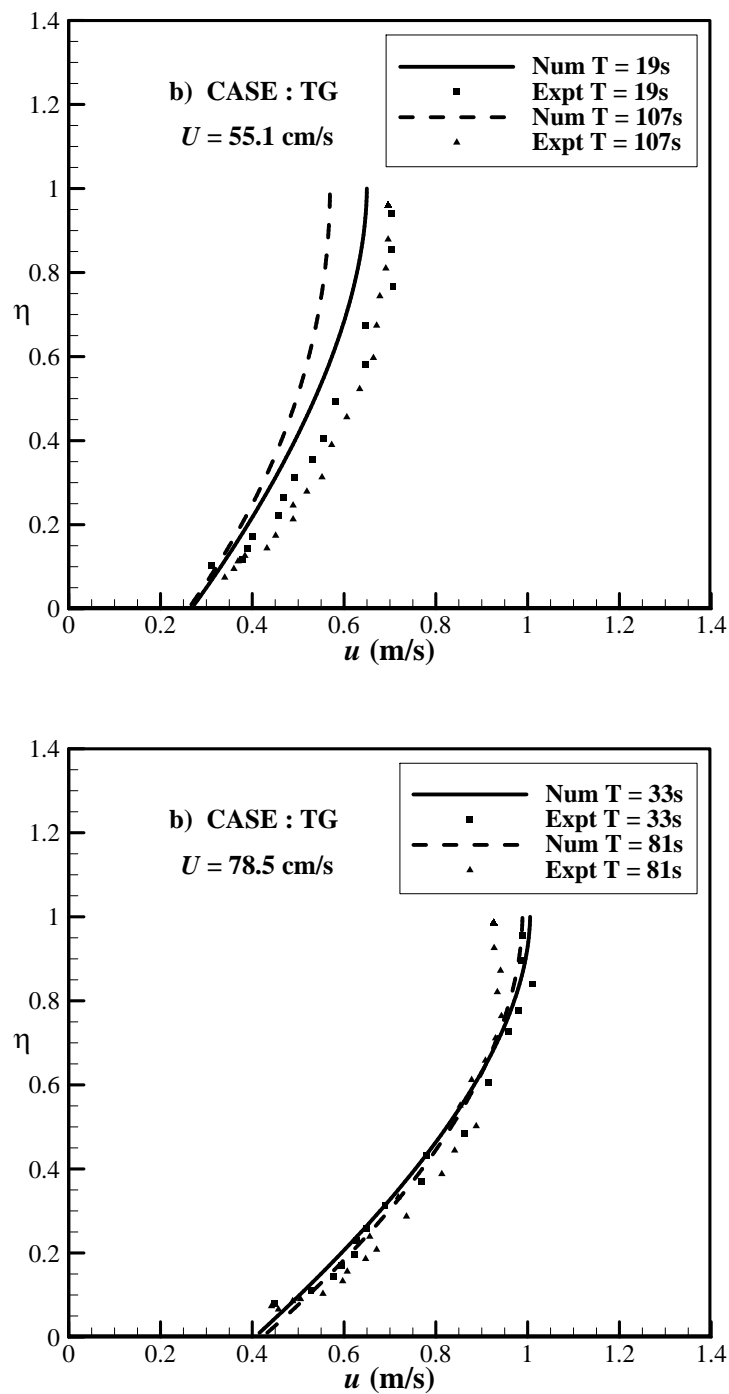 1.4
1.2
1
0.8
0.6
0.4
0.2
0
η
b) CASE : TG
U = 55.1 cm/s
Num T = 19s
Expt T = 19s
Num T = 107s
Expt T = 107s
0 0.2 0.4 0.6 0.8 1 1.2 1.4
u (m/s)
1.4
1.2
1
0.8
0.6
0.4
0.2
0
η
b) CASE : TG
U = 78.5 cm/s
Num T = 33s
Expt T = 33s
Num T = 81s
Expt T = 81s
0 0.2 0.4 0.6 0.8 1 1.2 1.4
u (m/s)